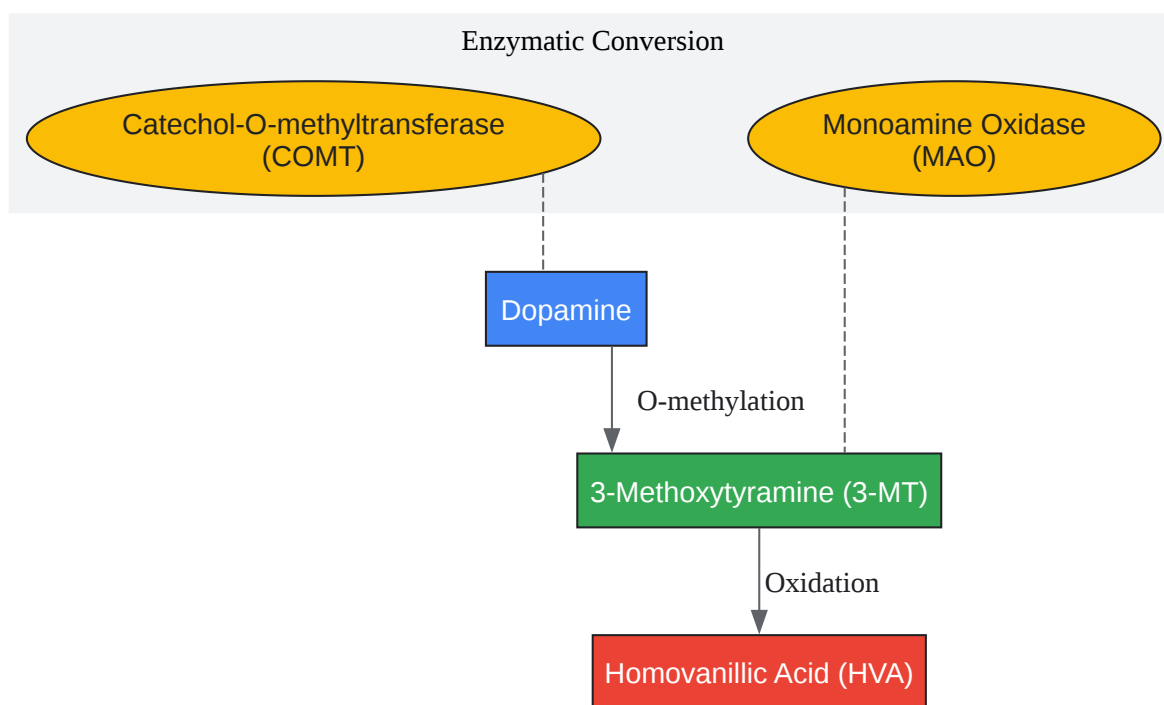 Enzymatic Conversion
Catechol-O-methyltransferase
(COMT)
Monoamine Oxidase
(MAO)
Dopamine
O-methylation
3-Methoxytyramine (3-MT)
Oxidation
Homovanillic Acid (HVA)